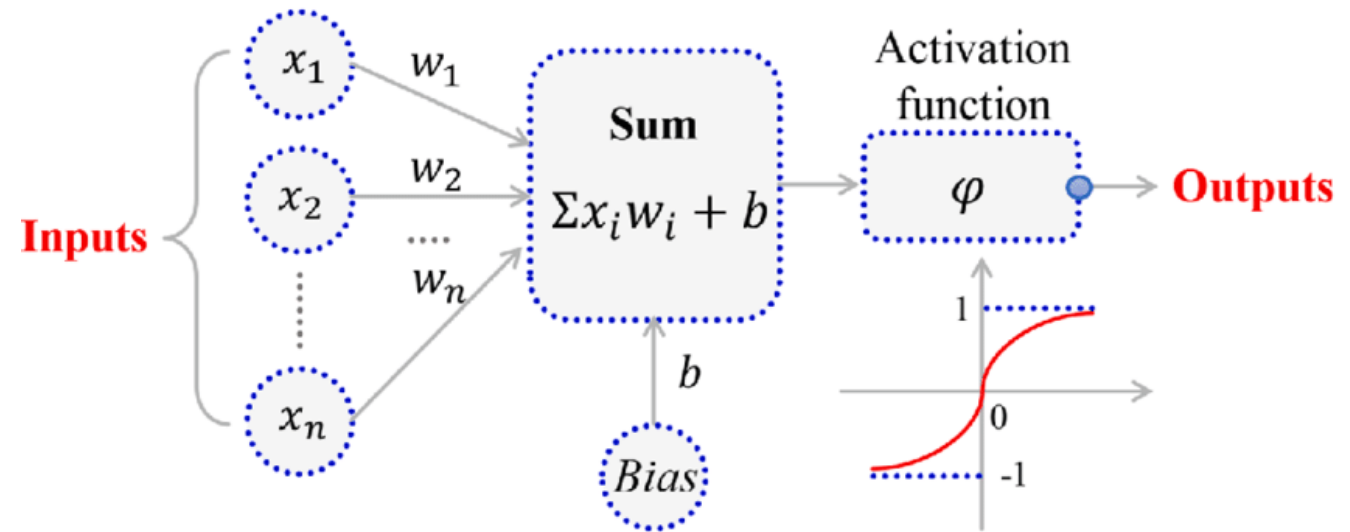 Inputs
x₁
x₂
xₙ
w₁
w₂
.....
wₙ
Sum
Σxᵢwᵢ + b
b
Bias
Activation
function
φ
Outputs
1
0
-1